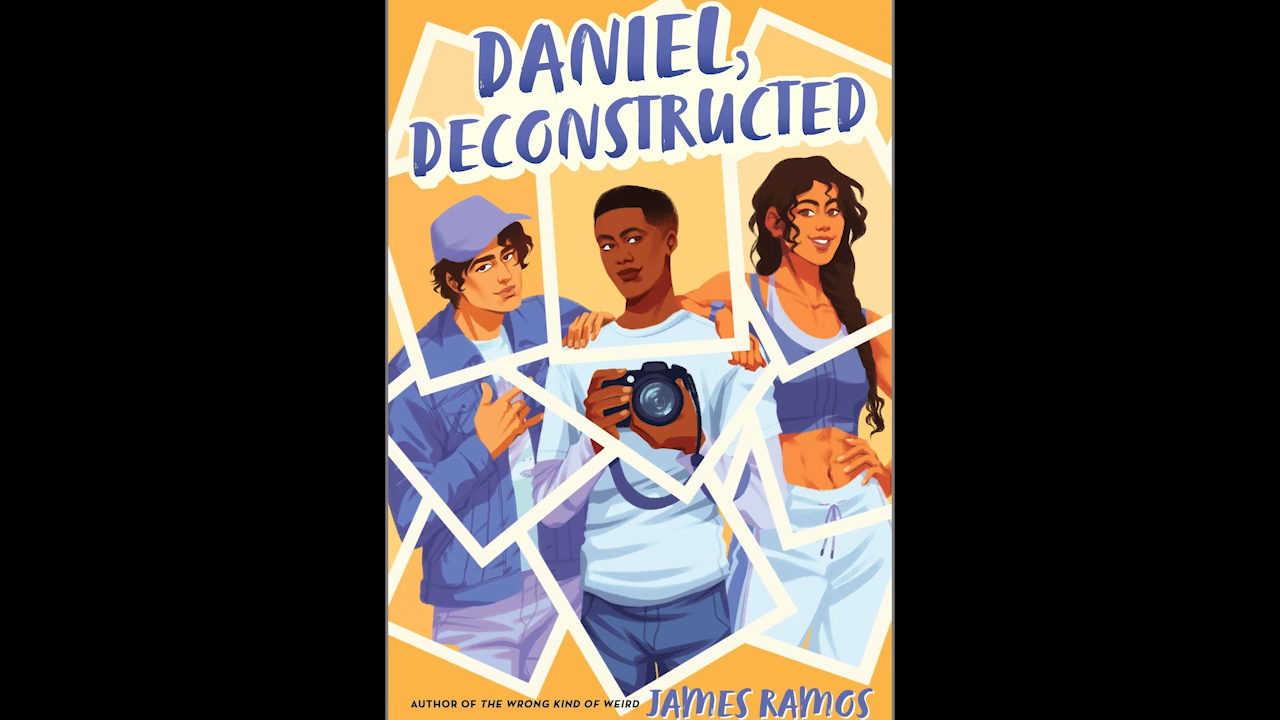 DANIEL,
DECONSTRUCTED
AUTHOR OF THE WRONG KIND OF WEIRD JAMES RAMOS